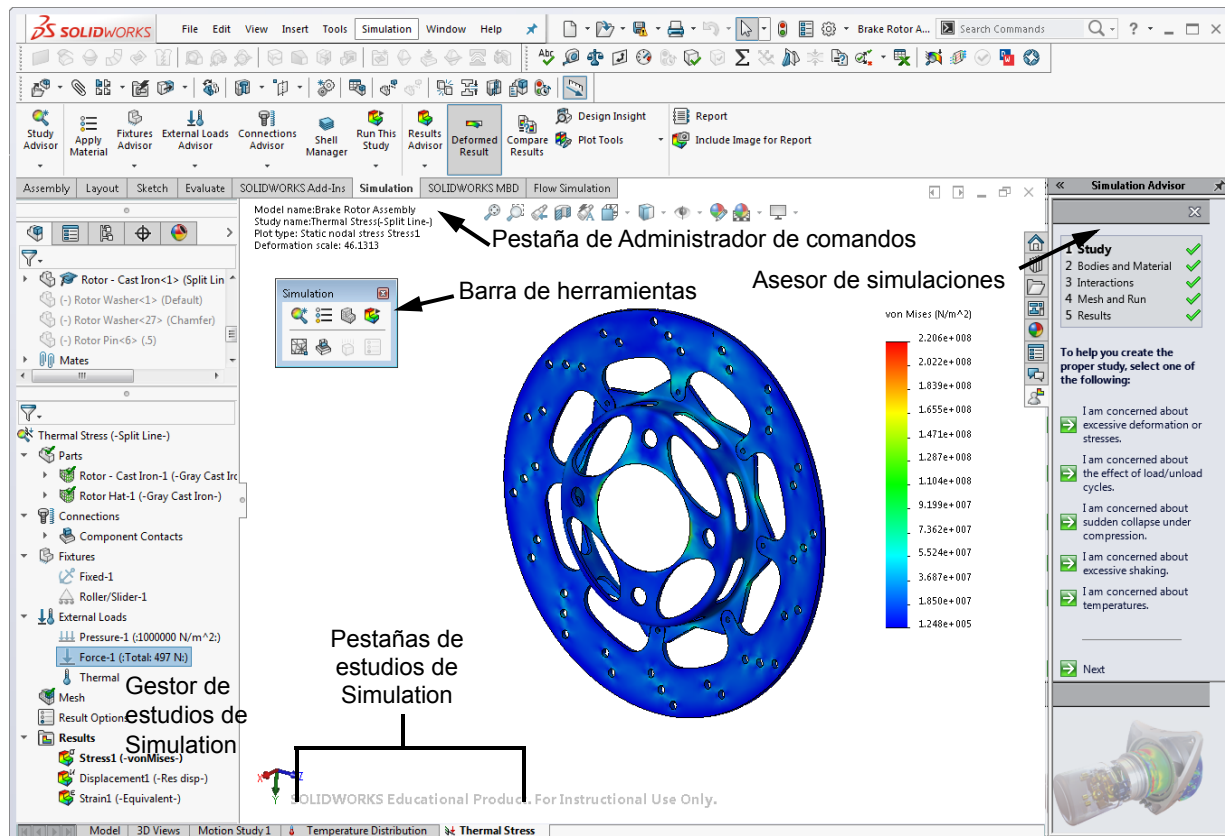 SOLIDWORKS
File Edit View Insert Tools Simulation Window Help
Brake Rotor A...
Search Commands
Study Advisor
Apply Material
Fixtures Advisor
External Loads Advisor
Connections Advisor
Shell Manager
Run This Study
Results Advisor
Deformed Result
Compare Results
Design Insight
Plot Tools
Report
Include Image for Report
Assembly Layout Sketch Evaluate SOLIDWORKS Add-Ins Simulation SOLIDWORKS MBD Flow Simulation
Model name:Brake Rotor Assembly
Study name:Thermal Stress(-Split Line-)
Plot type: Static nodal stress Stress1
Deformation scale: 46.1313
Pestaña de Administrador de comandos
Asesor de simulaciones
Barra de herramientas
Simulation
Rotor - Cast Iron<1> (Split Lin
(-) Rotor Washer<1> (Default)
(-) Rotor Washer<27> (Chamfer)
(-) Rotor Pin<6> (.5)
Mates
Thermal Stress (-Split Line-)
Parts
Rotor - Cast Iron-1 (-Gray Cast Irc
Rotor Hat-1 (-Gray Cast Iron-)
Connections
Component Contacts
Fixtures
Fixed-1
Roller/Slider-1
External Loads
Pressure-1 (:1000000 N/m^2:)
Force-1 (:Total: 497 N:)
Thermal
Mesh
Result Options
Results
Stress1 (-vonMises-)
Displacement1 (-Res disp-)
Strain1 (-Equivalent-)
Gestor de
estudios de
Simulation
Pestañas de
estudios de
Simulation
von Mises (N/m^2)
2.206e+008
2.022e+008
1.839e+008
1.655e+008
1.471e+008
1.287e+008
1.104e+008
9.199e+007
7.362e+007
5.524e+007
3.687e+007
1.850e+007
1.248e+005
Simulation Advisor
1 Study
2 Bodies and Material
3 Interactions
4 Mesh and Run
5 Results
To help you create the
proper study, select one of
the following:
I am concerned about
excessive deformation or
stresses.
I am concerned about
the effect of load/unload
cycles.
I am concerned about
sudden collapse under
compression.
I am concerned about
excessive shaking.
I am concerned about
temperatures.
Next
X Z
Y
SOLIDWORKS Educational Product. For Instructional Use Only.
Model 3D Views Motion Study 1 Temperature Distribution Thermal Stress